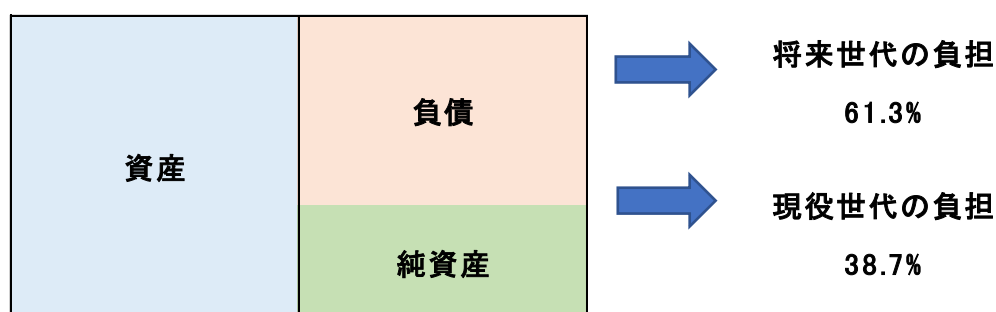 資産
負債
純資産
将来世代の負担
61.3%
現役世代の負担
38.7%